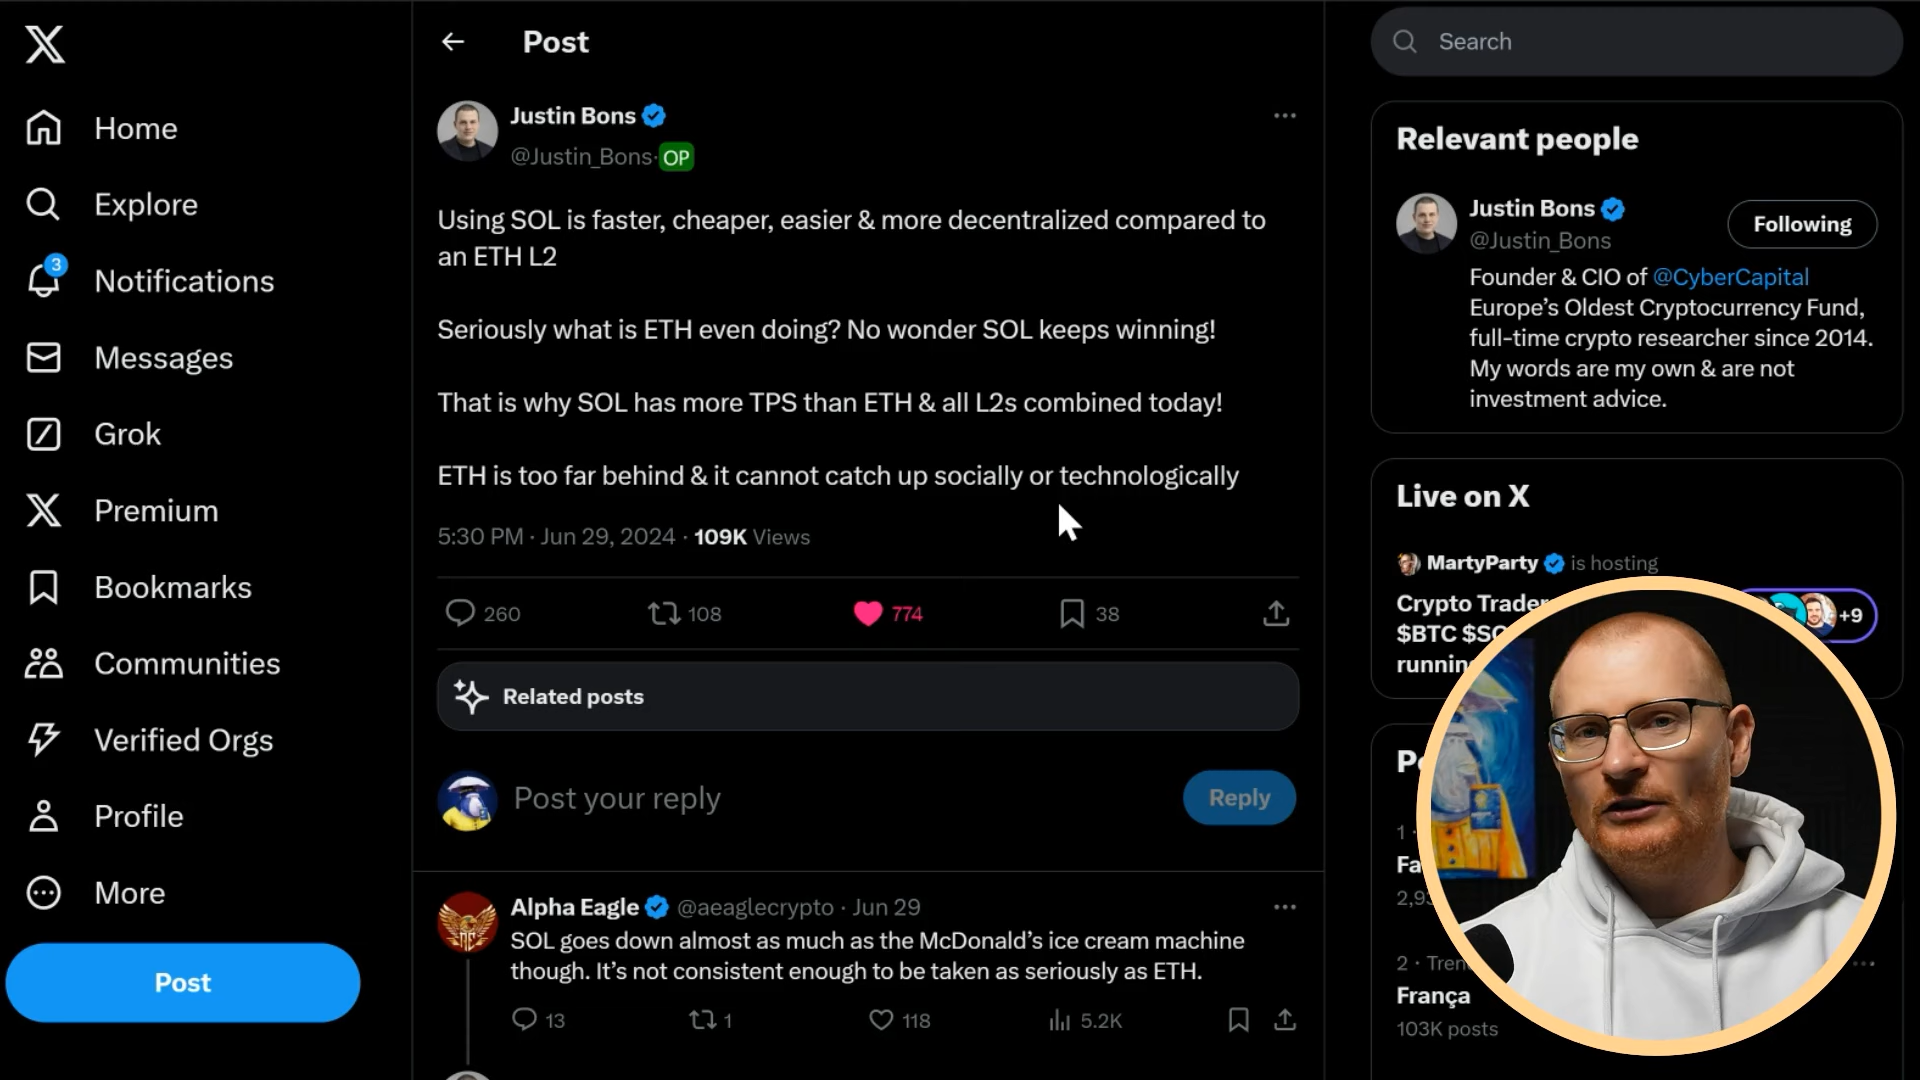 Home
Explore
3
Notifications
Messages
Grok
Premium
Bookmarks
Communities
Verified Orgs
Profile
More
Post
Post
Justin Bons
@Justin_Bons·OP
Using SOL is faster, cheaper, easier & more decentralized compared to
an ETH L2
Seriously what is ETH even doing? No wonder SOL keeps winning!
That is why SOL has more TPS than ETH & all L2s combined today!
ETH is too far behind & it cannot catch up socially or technologically
5:30 PM · Jun 29, 2024 · 109K Views
260 108 774 38
Related posts
Post your reply
Reply
Alpha Eagle @aeaglecrypto · Jun 29
SOL goes down almost as much as the McDonald’s ice cream machine
though. It’s not consistent enough to be taken as seriously as ETH.
13 1 118 5.2K
Search
Relevant people
Justin Bons
@Justin_Bons
Following
Founder & CIO of @CyberCapital
Europe’s Oldest Cryptocurrency Fund,
full-time crypto researcher since 2014.
My words are my own & are not
investment advice.
Live on X
MartyParty is hosting
Crypto Trader
+9
$BTC
running
1 ·
2 ·
França
103K posts